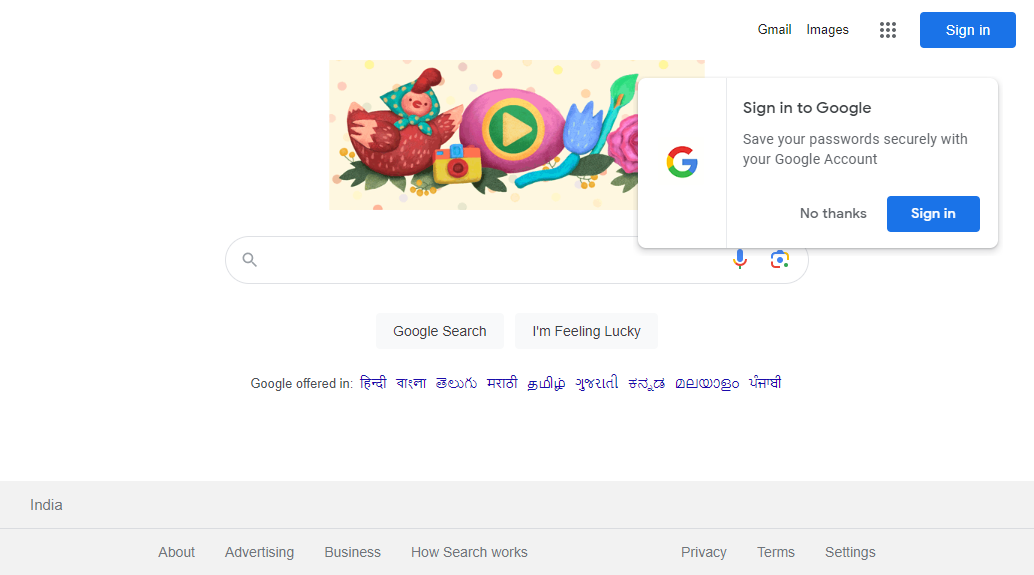 Gmail Images Sign in
Sign in to Google
Save your passwords securely with
your Google Account
No thanks Sign in
Google Search I'm Feeling Lucky
Google offered in: हिन्दी বাংলা తెలుగు मराठी தமிழ் ગુજરાતી ಕನ್ನಡ മലയാളം ਪੰਜਾਬੀ
India
About Advertising Business How Search works Privacy Terms Settings